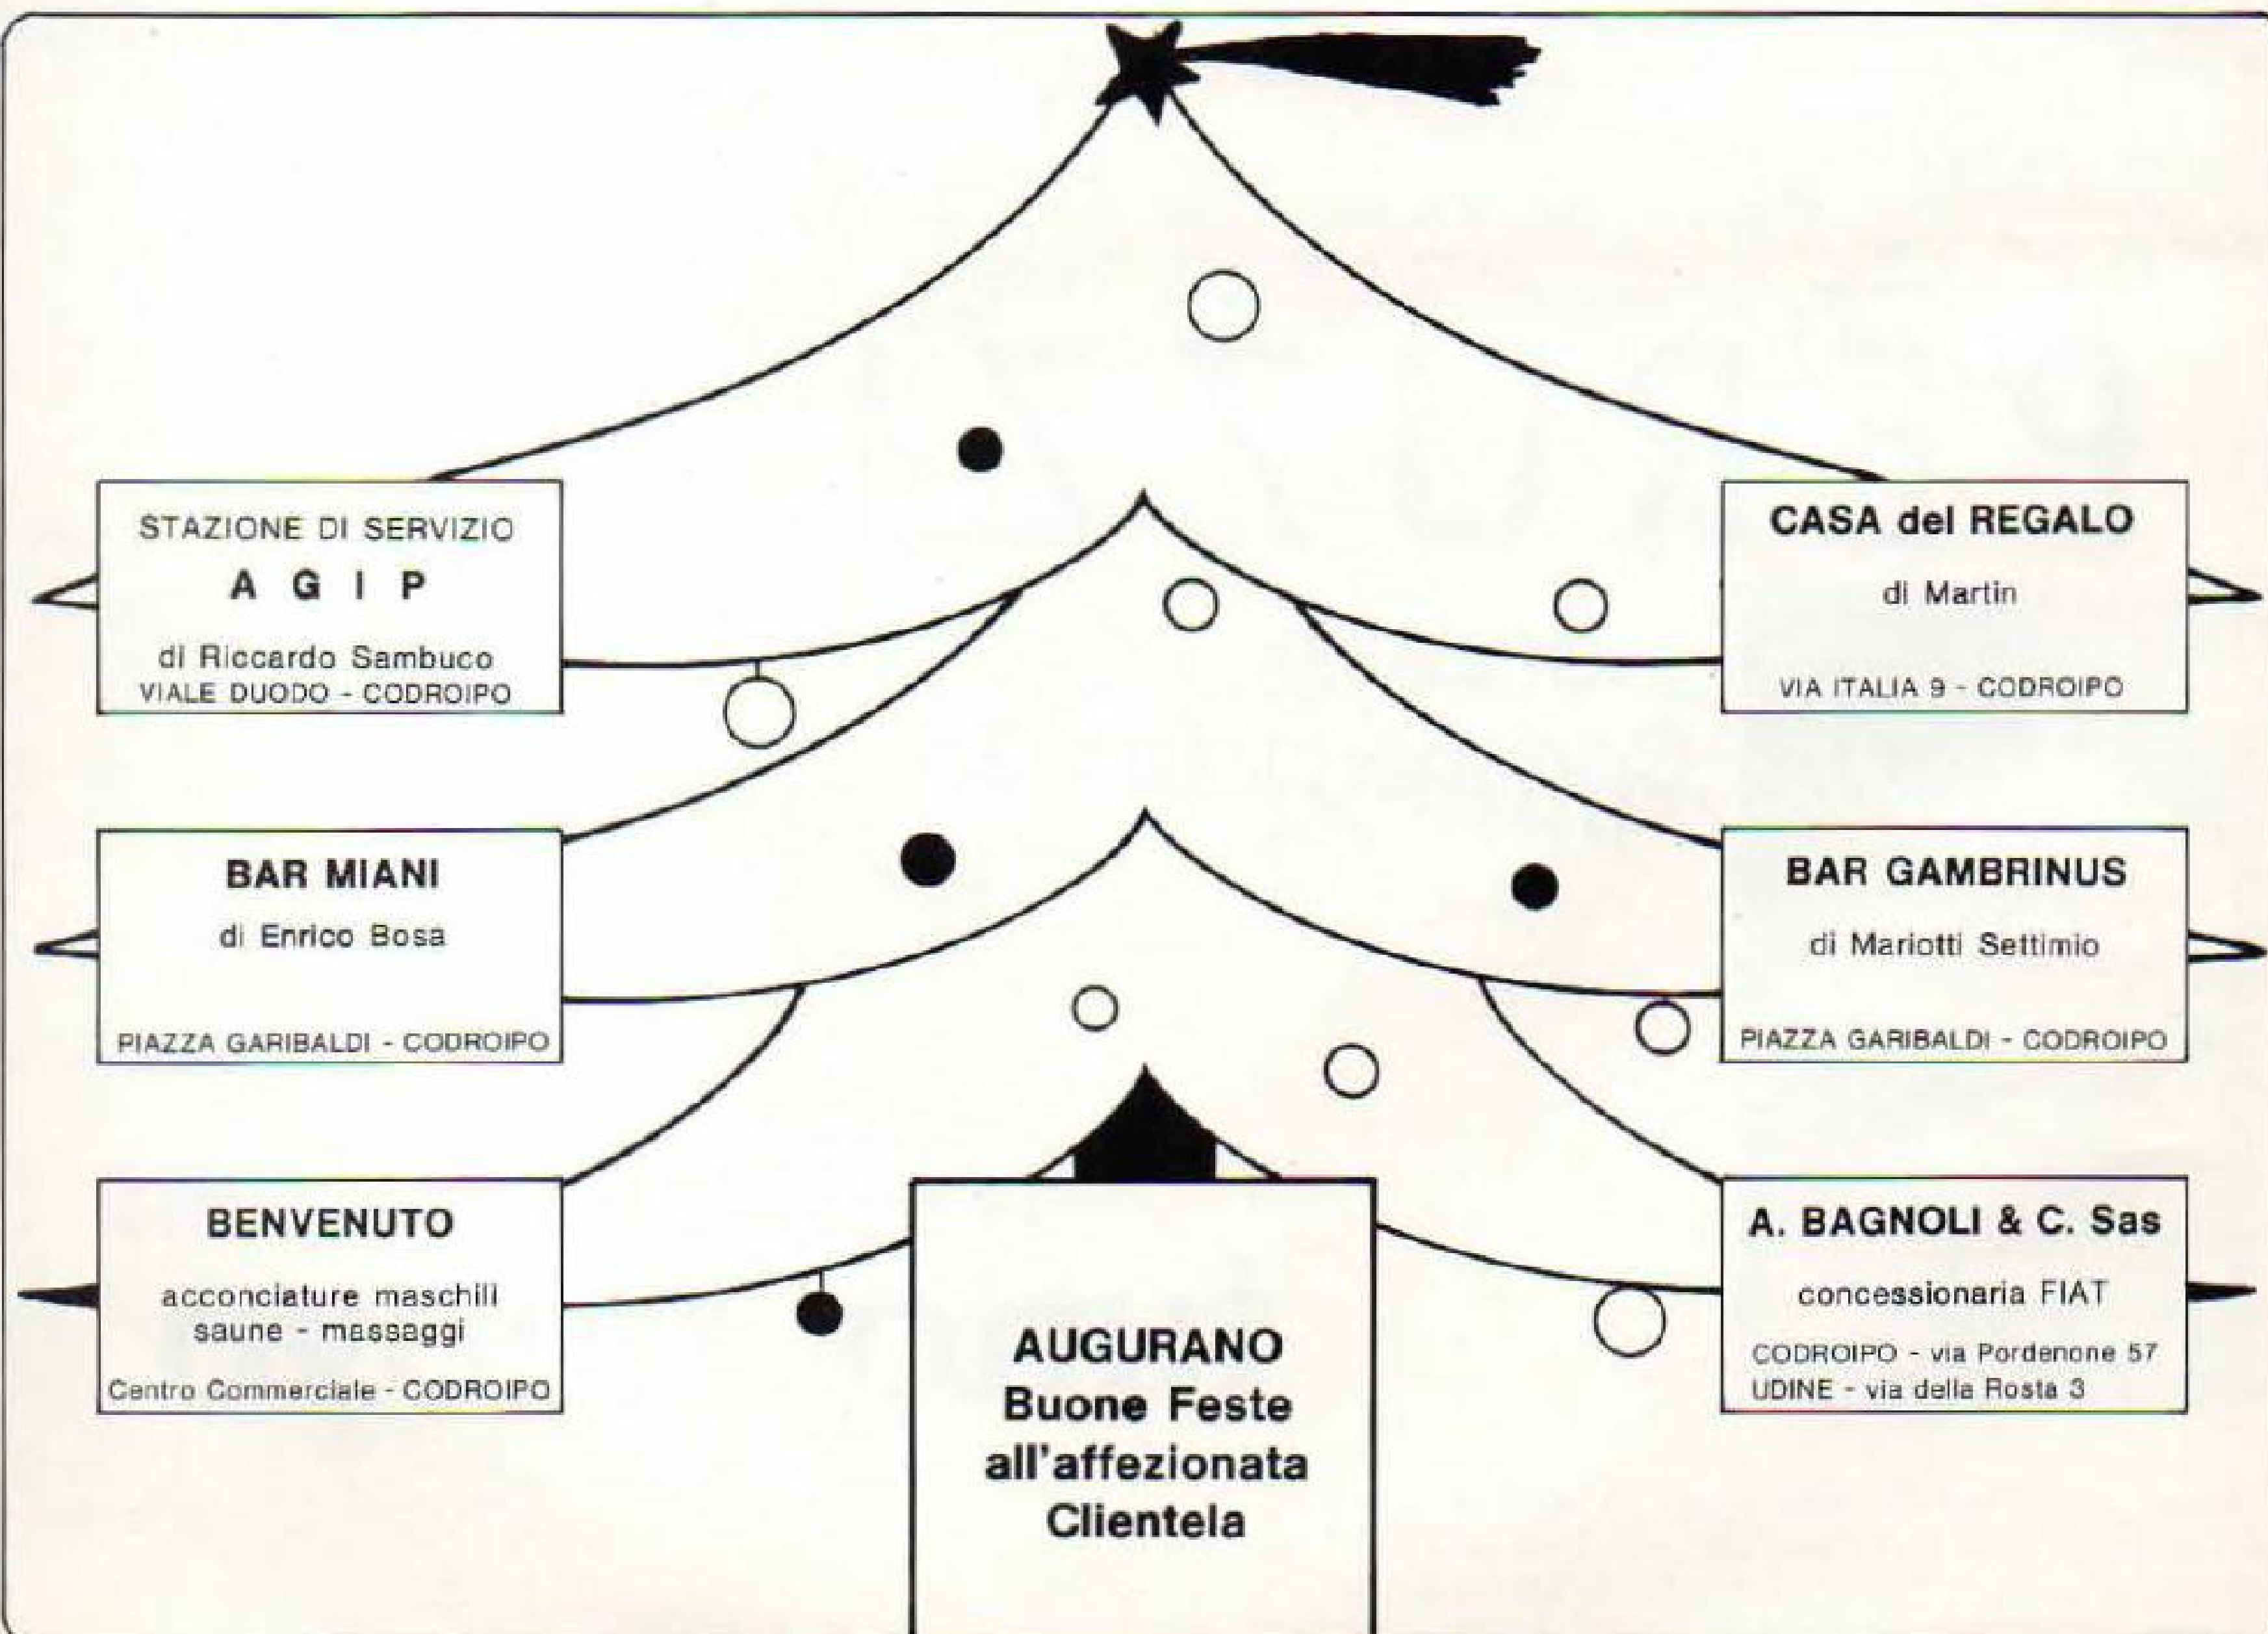 STAZIONE DI SERVIZIO
A G I P
di Riccardo Sambuco
VIALE DUODO - CODROIPO
CASA del REGALO
di Martin
VIA ITALIA 9 - CODROIPO
BAR MIANI
di Enrico Bosa
PIAZZA GARIBALDI - CODROIPO
BAR GAMBRINUS
di Mariotti Settimio
PIAZZA GARIBALDI - CODROIPO
BENVENUTO
acconciature maschili
saune - massaggi
Centro Commerciale - CODROIPO
A. BAGNOLI & C. Sas
concessionaria FIAT
CODROIPO - via Pordenone 57
UDINE - via della Rosta 3
AUGURANO
Buone Feste
all'affezionata
Clientela